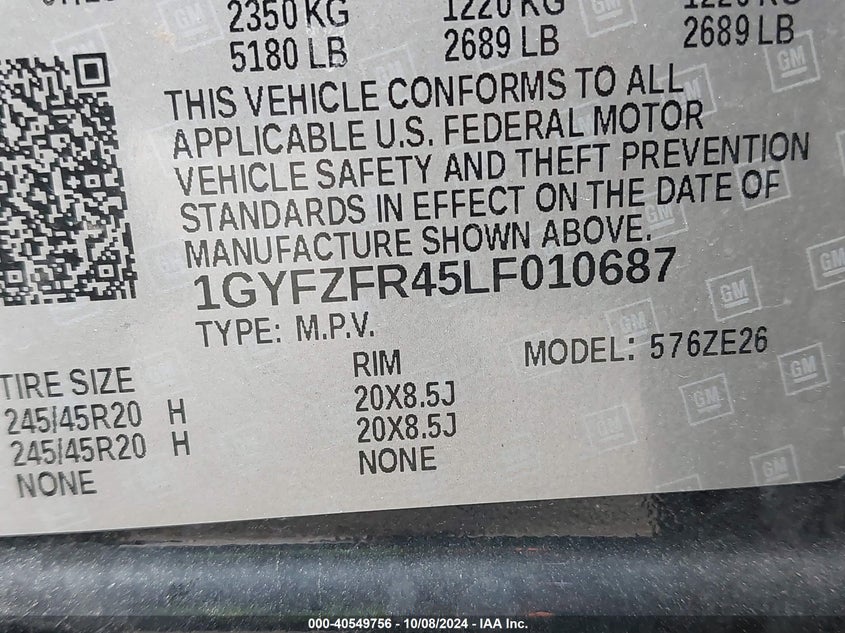 2350 KG 1220 KG 1220 KG
5180 LB 2689 LB 2689 LB
THIS VEHICLE CONFORMS TO ALL
APPLICABLE U.S. FEDERAL MOTOR
VEHICLE SAFETY AND THEFT PREVENTION
STANDARDS IN EFFECT ON THE DATE OF
MANUFACTURE SHOWN ABOVE.
1GYFZFR45LF010687
TYPE: M.P.V. MODEL: 576ZE26
TIRE SIZE RIM
245/45R20 H 20X8.5J
245/45R20 H 20X8.5J
NONE NONE
GM
000-40549756 - 10/08/2024 - IAA Inc.